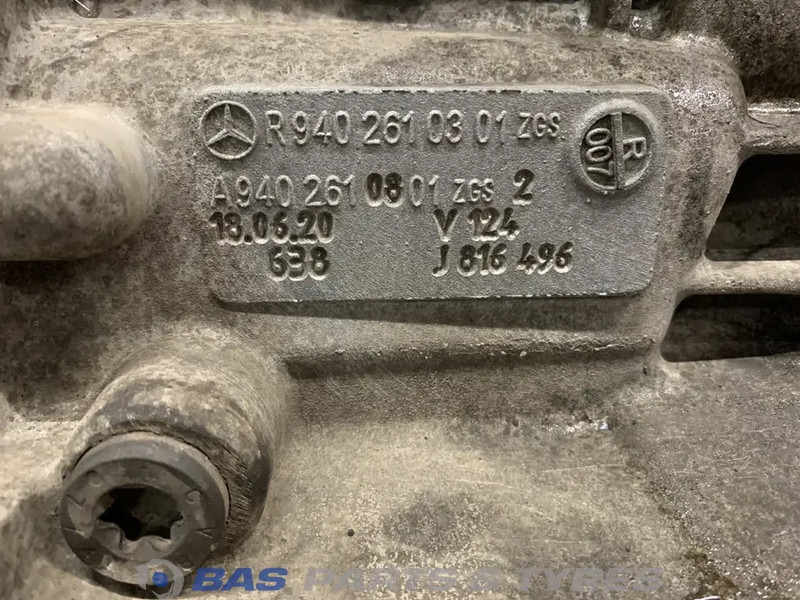 R 940 261 03 01 ZGS
R
007
A 940 261 08 01 ZGS 2
18.06.20 V 124
638 J 816 496
BAS PARTS & TYRES